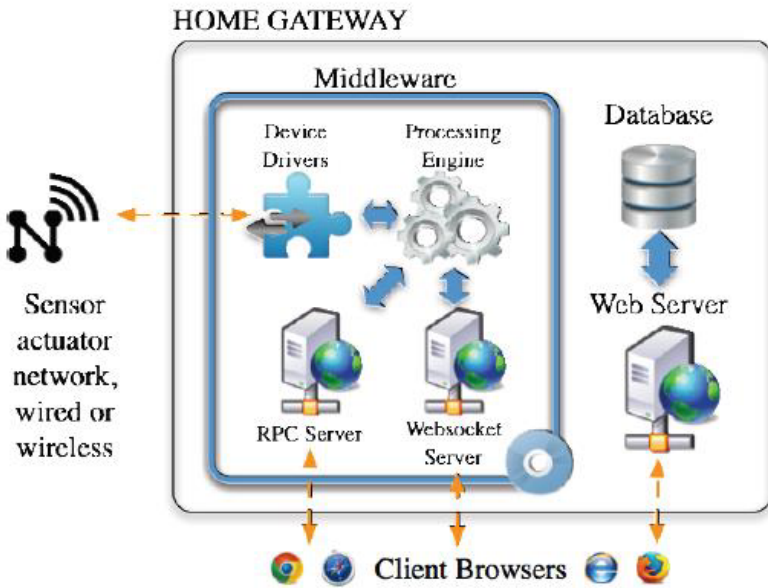 HOME GATEWAY
Middleware
Device
Drivers
Processing
Engine
Database
Sensor
actuator
network,
wired or
wireless
RPC Server
Websocket
Server
Web Server
Client Browsers